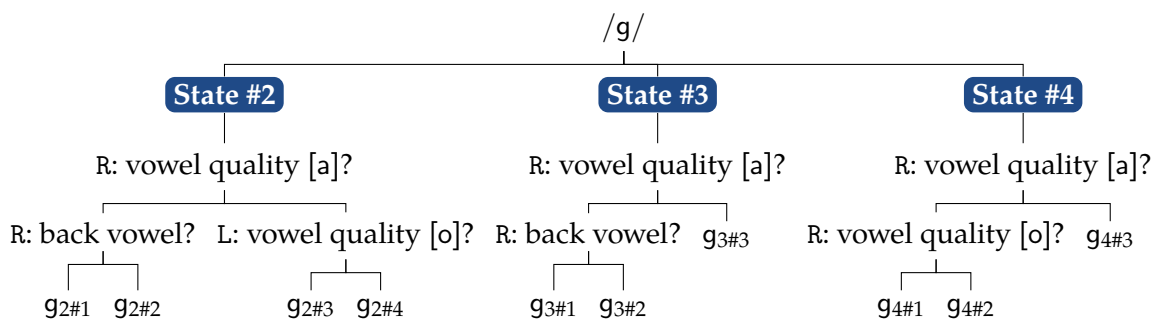 /g/
State #2 State #3 State #4
R: vowel quality [a]? R: vowel quality [a]? R: vowel quality [a]?
R: back vowel? L: vowel quality [o]? R: back vowel? g3#3 R: vowel quality [o]? g4#3
g2#1 g2#2 g2#3 g2#4 g3#1 g3#2 g4#1 g4#2